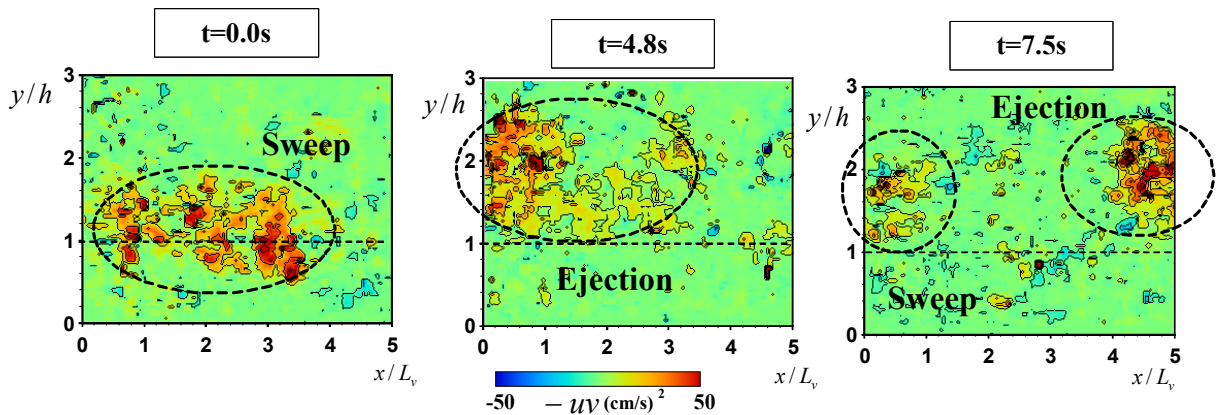 t=0.0s
t=4.8s
t=7.5s
y/h
3
2
1
0
Sweep
0 1 2 3 4 5
x/L_v
y/h
3
2
1
0
Ejection
0 1 2 3 4 5
x/L_v
y/h
3
2
1
0
Ejection
Sweep
0 1 2 3 4 5
x/L_v
-50 50
− uv (cm/s) ²